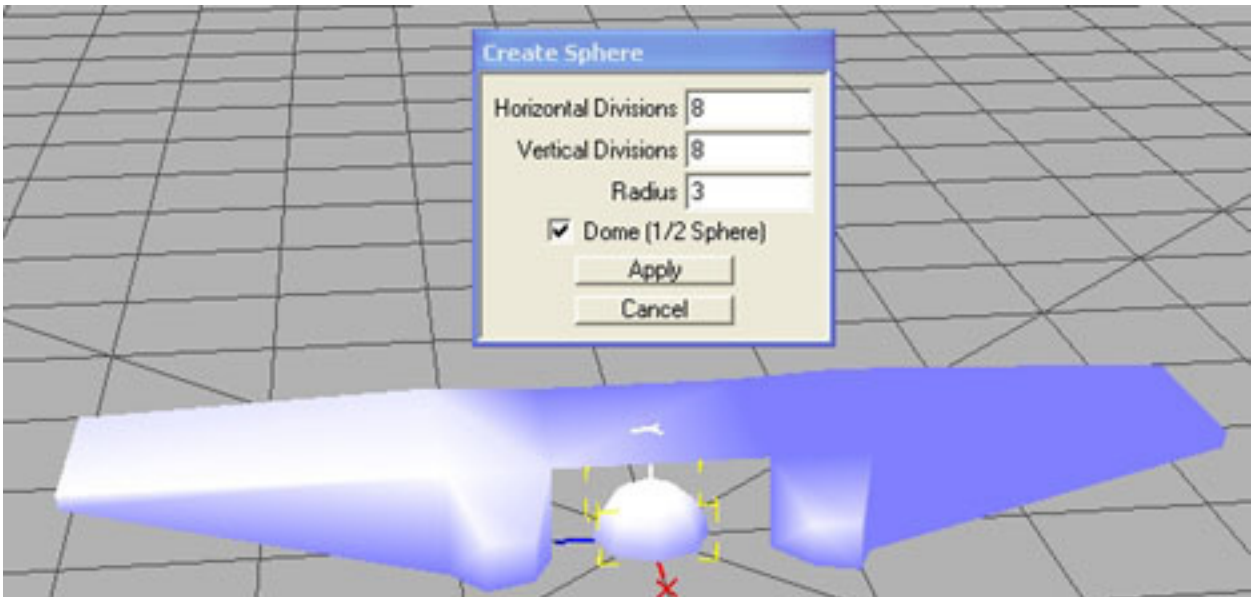 Create Sphere
Horizontal Divisions 8
Vertical Divisions 8
Radius 3
Dome (1/2 Sphere)
Apply
Cancel
X